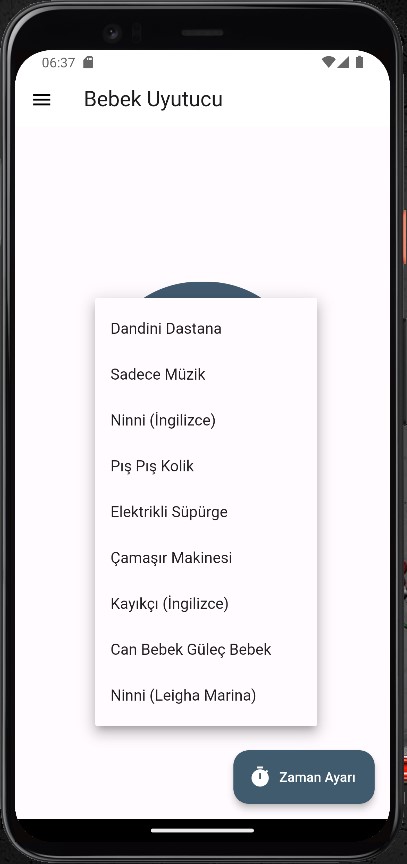 06:37
Bebek Uyutucu
Dandini Dastana
Sadece Müzik
Ninni (İngilizce)
Pış Pış Kolik
Elektrikli Süpürge
Çamaşır Makinesi
Kayıkçı (İngilizce)
Can Bebek Güleç Bebek
Ninni (Leigha Marina)
Zaman Ayarı